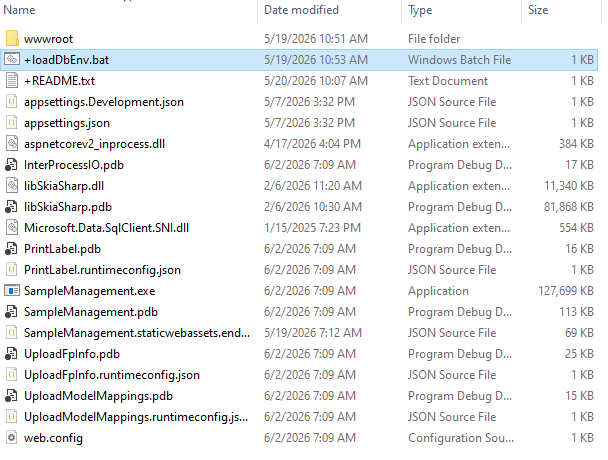 Name Date modified Type Size
wwwroot 5/19/2026 10:51 AM File folder
+loadDbEnv.bat 5/19/2026 10:53 AM Windows Batch File 1 KB
+README.txt 5/20/2026 10:07 AM Text Document 1 KB
appsettings.Development.json 5/7/2026 3:32 PM JSON Source File 1 KB
appsettings.json 5/7/2026 3:32 PM JSON Source File 1 KB
aspnetcorev2_inprocess.dll 4/17/2026 4:04 PM Application exten... 384 KB
InterProcessIO.pdb 6/2/2026 7:09 AM Program Debug D... 17 KB
libSkiaSharp.dll 2/6/2026 11:20 AM Application exten... 11,340 KB
libSkiaSharp.pdb 2/6/2026 10:30 AM Program Debug D... 81,868 KB
Microsoft.Data.SqlClient.SNI.dll 1/15/2025 7:23 PM Application exten... 554 KB
PrintLabel.pdb 6/2/2026 7:09 AM Program Debug D... 16 KB
PrintLabel.runtimeconfig.json 6/2/2026 7:09 AM JSON Source File 1 KB
SampleManagement.exe 6/2/2026 7:09 AM Application 127,699 KB
SampleManagement.pdb 6/2/2026 7:09 AM Program Debug D... 113 KB
SampleManagement.staticwebassets.end... 5/19/2026 7:12 AM JSON Source File 69 KB
UploadFpInfo.pdb 6/2/2026 7:09 AM Program Debug D... 25 KB
UploadFpInfo.runtimeconfig.json 6/2/2026 7:09 AM JSON Source File 1 KB
UploadModelMappings.pdb 6/2/2026 7:09 AM Program Debug D... 15 KB
UploadModelMappings.runtimeconfig.js... 6/2/2026 7:09 AM JSON Source File 1 KB
web.config 6/2/2026 7:09 AM Configuration Sou... 1 KB